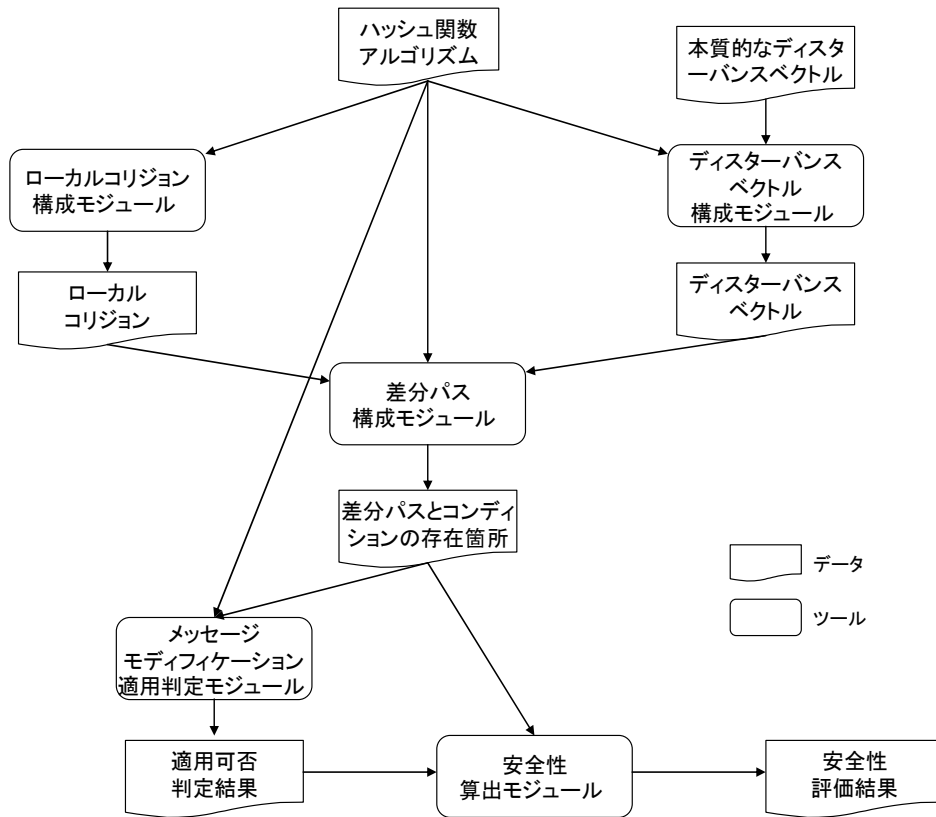 ハッシュ関数
アルゴリズム
本質的なディスタ
ーバンスベクトル
ローカルコリジョン
構成モジュール
ディスターバンス
ベクトル
構成モジュール
ローカル
コリジョン
ディスターバンス
ベクトル
差分パス
構成モジュール
差分パスとコンディ
ションの存在箇所
データ
ツール
メッセージ
モディフィケーション
適用判定モジュール
適用可否
判定結果
安全性
算出モジュール
安全性
評価結果